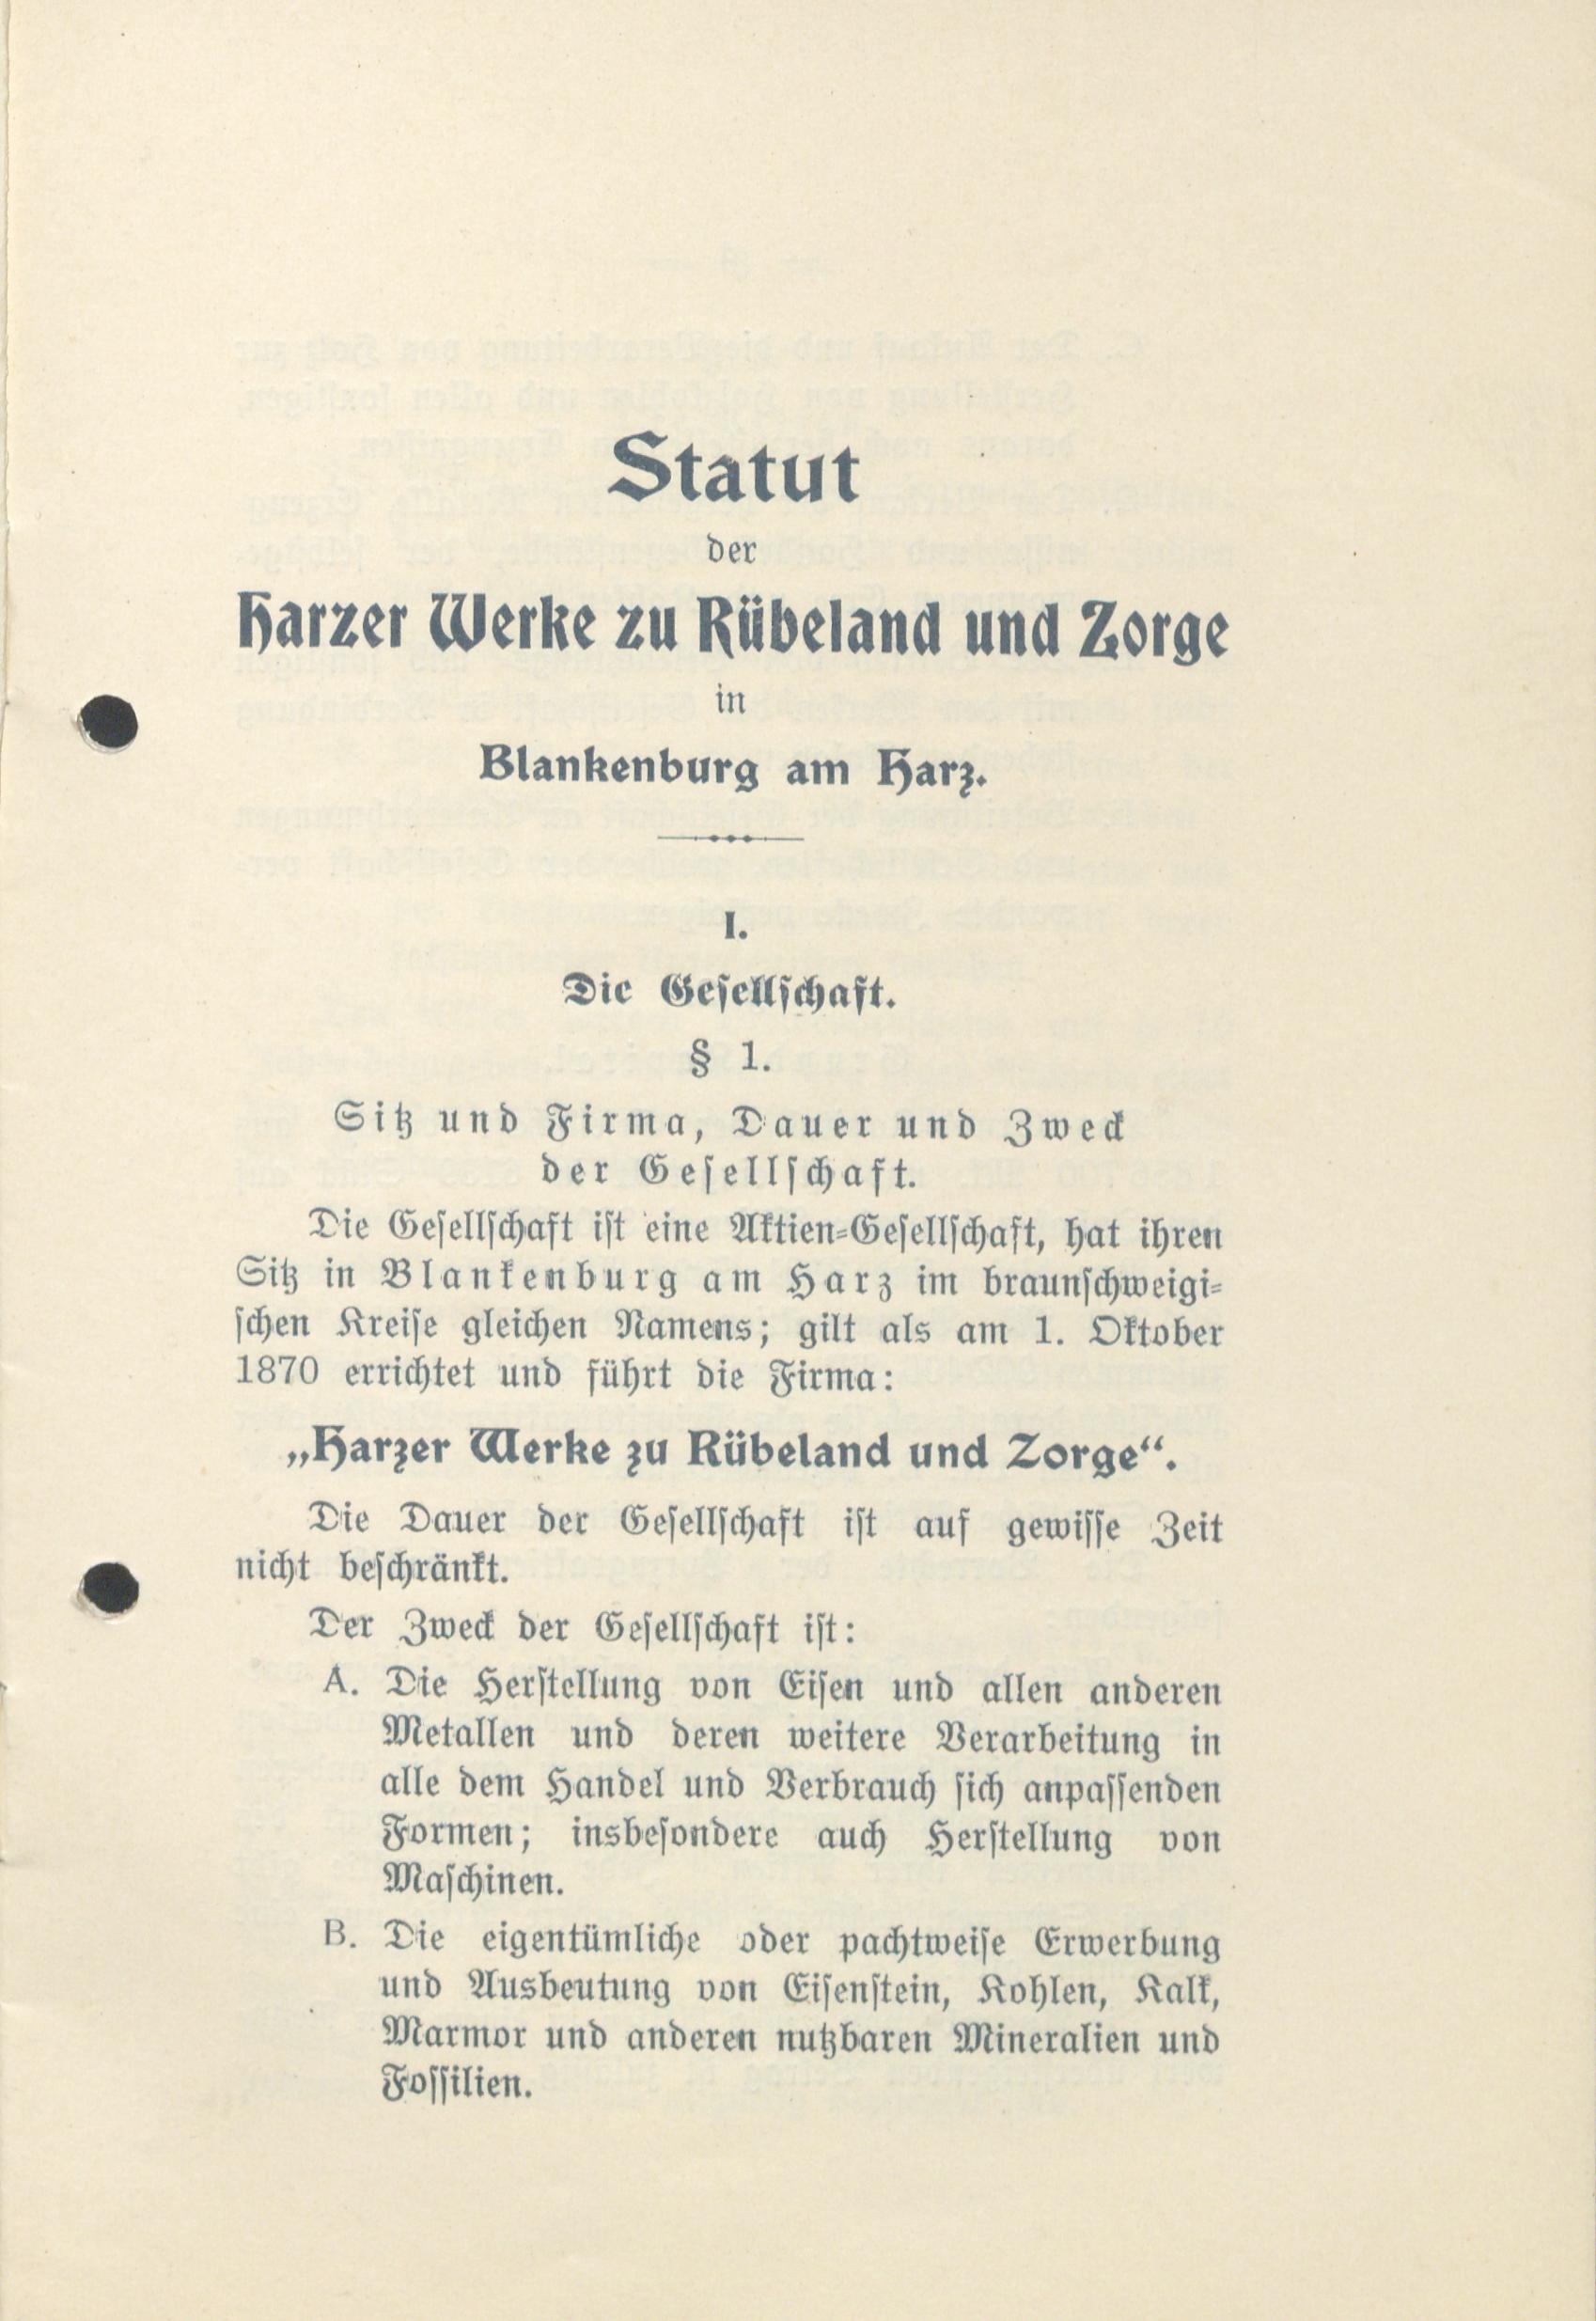 Statut
der
Harzer Werke zu Rübeland und Zorge
in
Blankenburg am Harz.
I.
Die Gesellschaft.
§ 1.
Sitz und Firma, Dauer und Zweck
der Gesellschaft.
Die Gesellschaft ist eine Aktien-Gesellschaft, hat ihren
Sitz in Blankenburg am Harz im braunschweigi-
schen Kreise gleichen Namens; gilt als am 1. Oktober
1870 errichtet und führt die Firma:
„Harzer Werke zu Rübeland und Zorge“.
Die Dauer der Gesellschaft ist auf gewisse Zeit
nicht beschränkt.
Der Zweck der Gesellschaft ist:
A. Die Herstellung von Eisen und allen anderen
Metallen und deren weitere Verarbeitung in
alle dem Handel und Verbrauch sich anpassenden
Formen; insbesondere auch Herstellung von
Maschinen.
B. Die eigentümliche oder pachtweise Erwerbung
und Ausbeutung von Eisenstein, Kohlen, Kalk,
Marmor und anderen nutzbaren Mineralien und
Fossilien.